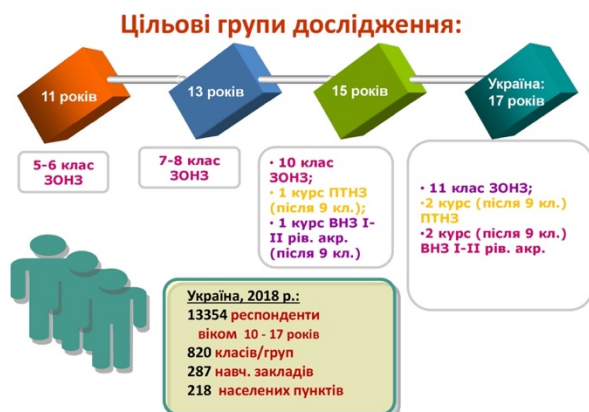 Цільові групи дослідження:
11 років
13 років
15 років
Україна:
17 років
5-6 клас
ЗОНЗ
7-8 клас
ЗОНЗ
• 10 клас
ЗОНЗ;
• 1 курс ПТНЗ
(після 9 кл.);
• 1 курс ВНЗ І-
ІІ рів. акр.
(після 9 кл.)
• 11 клас ЗОНЗ;
• 2 курс (після 9 кл.)
ПТНЗ
•2 курс (після 9 кл.)
ВНЗ І-ІІ рів. акр.
Україна, 2018 р.:
13354 респонденти
віком 10 - 17 років
820 класів/груп
287 навч. закладів
218 населених пунктів